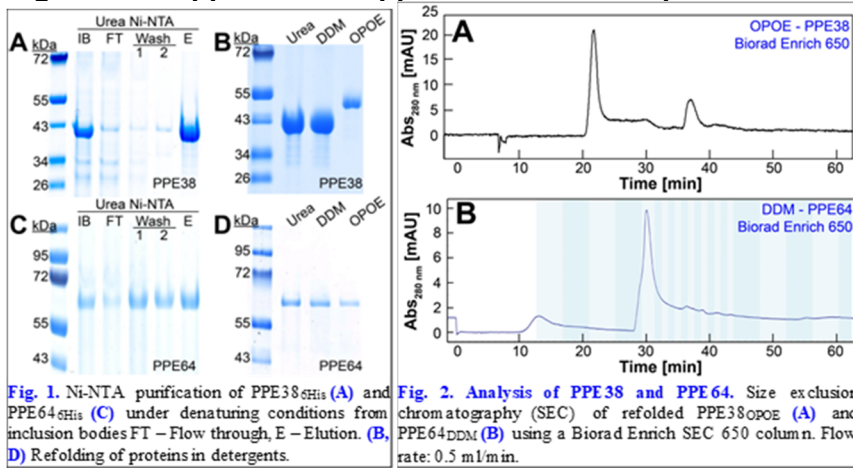 Urea Ni-NTA
A
kDa
IB
FT
Wash
1
2
E
72
55
43
34
26
PPE38
B
kDa
Urea
DDM
OPOE
72
55
43
34
26
PPE38
C
kDa
Urea Ni-NTA
IB
FT
Wash
1
2
E
95
72
55
43
PPE64
D
kDa
Urea
DDM
OPOE
95
72
55
43
PPE64
Fig. 1. Ni-NTA purification of PPE386His (A) and
PPE646His (C) under denaturing conditions from
inclusion bodies FT – Flow through, E – Elution. (B,
D) Refolding of proteins in detergents.
A
OPOE - PPE38
Biorad Enrich 650
Abs280 nm [mAU]
25
20
15
10
5
0
0 10 20 30 40 50 60
Time [min]
B
DDM - PPE64
Biorad Enrich 650
Abs280 nm [mAU]
10
8
6
4
2
0
0 10 20 30 40 50 60
Time [min]
Fig. 2. Analysis of PPE38 and PPE64. Size exclusion
chromatography (SEC) of refolded PPE38OPOE (A) and
PPE64DDM (B) using a Biorad Enrich SEC 650 column. Flow
rate: 0.5 ml/min.